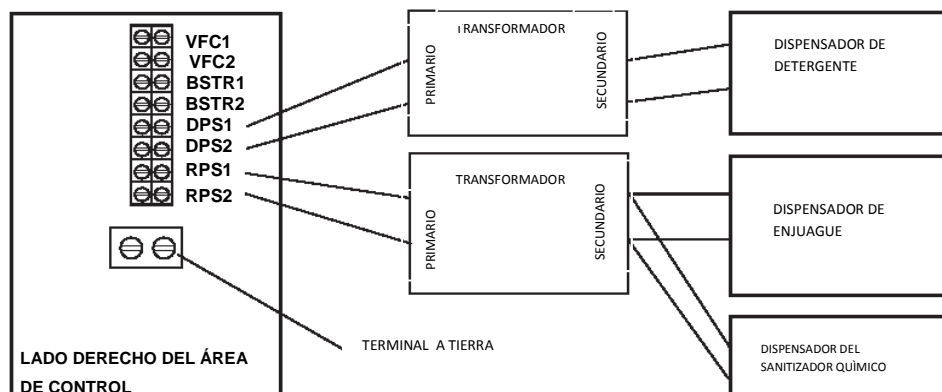 VFC1
VFC2
BSTR1
BSTR2
DPS1
DPS2
RPS1
RPS2
LADO DERECHO DEL ÁREA
DE CONTROL
TERMINAL A TIERRA
TRANSFORMADOR
PRIMARIO
SECUNDARIO
TRANSFORMADOR
PRIMARIO
SECUNDARIO
DISPENSADOR DE
DETERGENTE
DISPENSADOR DE
ENJUAGUE
DISPENSADOR DEL
SANITIZADOR QUÌMICO